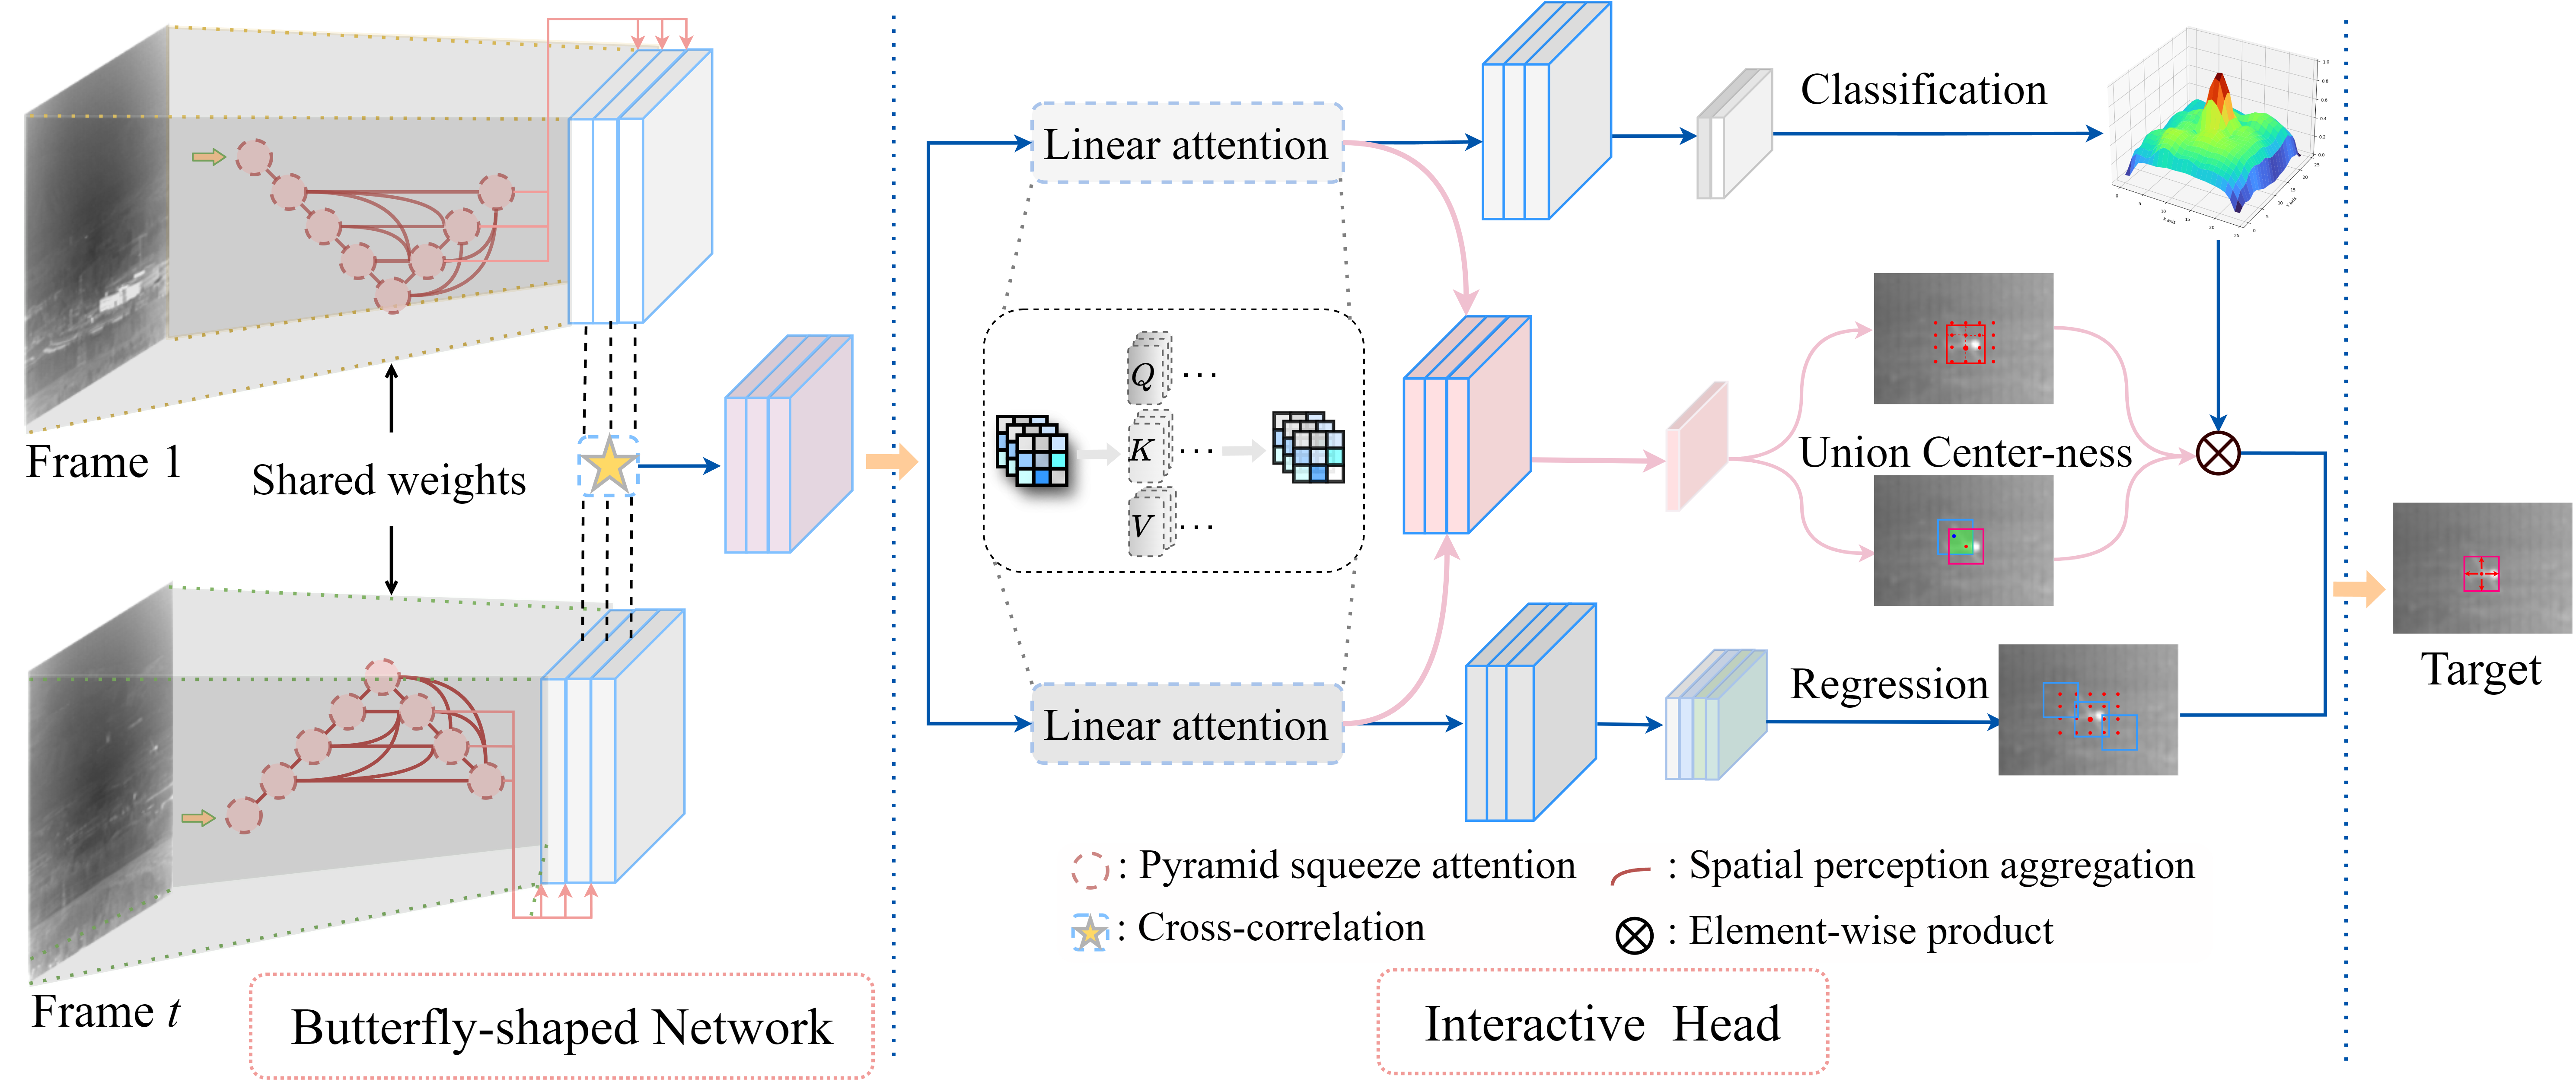 Frame 1
Shared weights
Frame t
Butterfly-shaped Network
Linear attention
Q ...
K ...
V ...
Linear attention
Classification
Union Center-ness
Regression
Target
: Pyramid squeeze attention
: Spatial perception aggregation
: Cross-correlation
: Element-wise product
Interactive Head